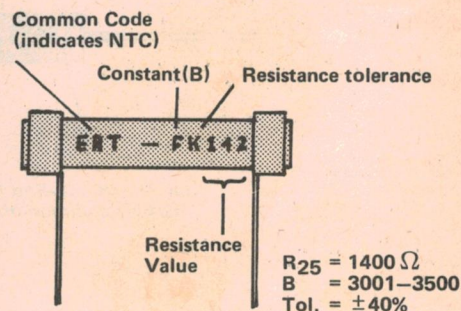 Common Code
(indicates NTC)
Constant(B)
Resistance tolerance
ERT – FK142
Resistance
Value
R25 = 1400 Ω
B = 3001–3500
Tol. = ±40%